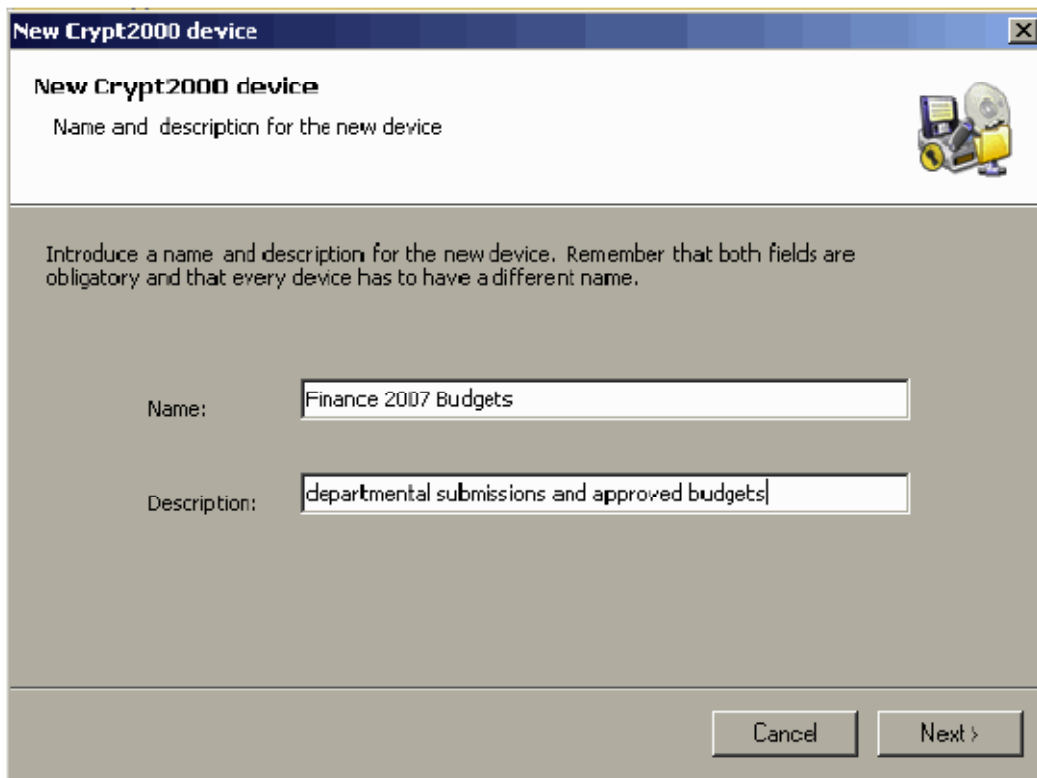 New Crypt2000 device
New Crypt2000 device
Name and description for the new device
Introduce a name and description for the new device. Remember that both fields are
obligatory and that every device has to have a different name.
Name:
Finance 2007 Budgets
Description:
departmental submissions and approved budgets
Cancel
Next >